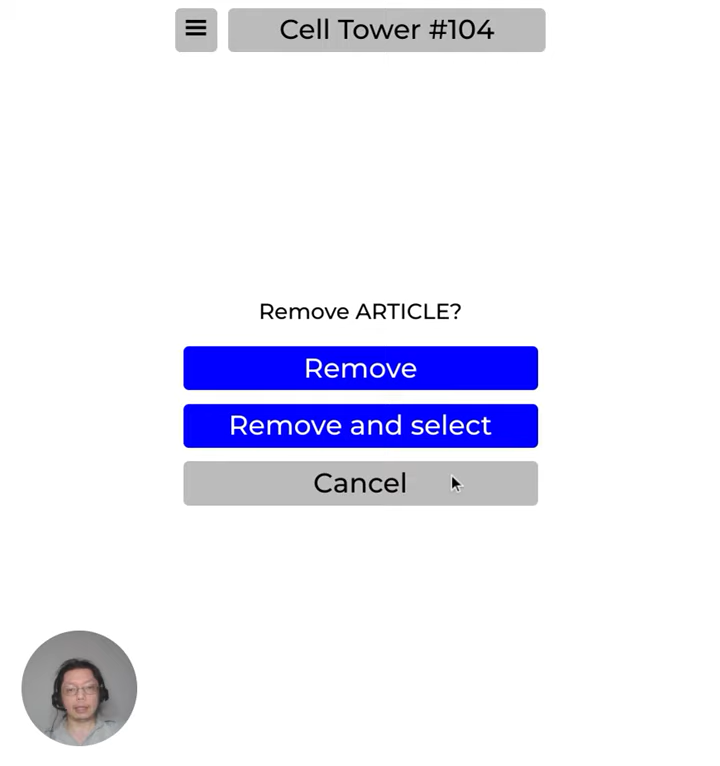 Cell Tower #104
Remove ARTICLE?
Remove
Remove and select
Cancel